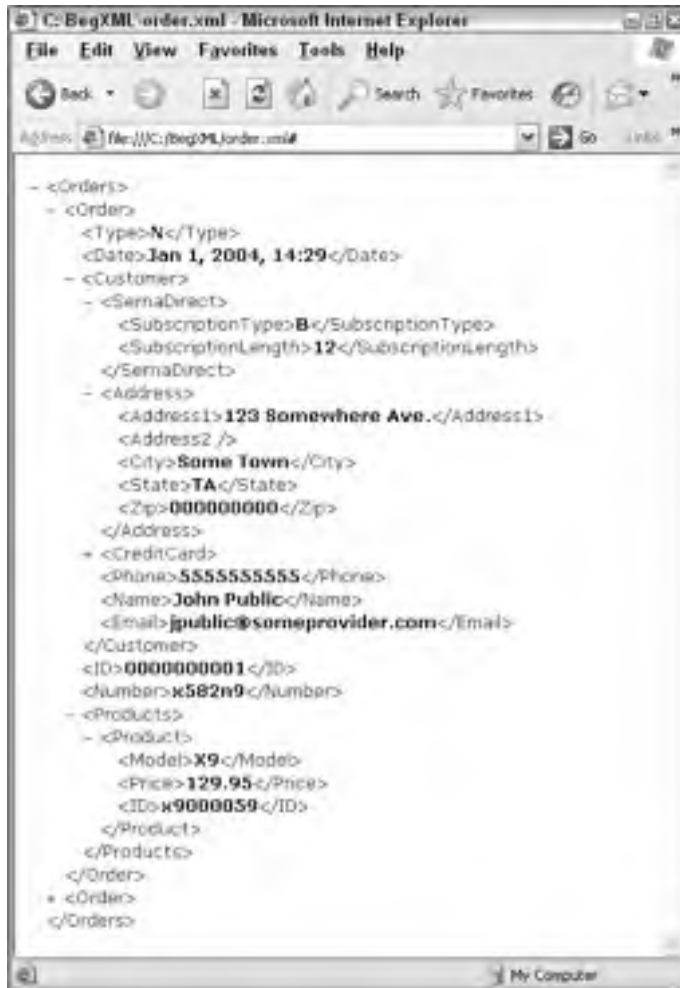 C:\BegXML\order.xml - Microsoft Internet Explorer
File Edit View Favorites Tools Help
Back Search Favorites
Address file:///C:/BegXML/order.xml# Go Links
- <Orders>
- <Order>
<Type>N</Type>
<Date>Jan 1, 2004, 14:29</Date>
- <Customer>
- <SernaDirect>
<SubscriptionType>B</SubscriptionType>
<SubscriptionLength>12</SubscriptionLength>
</SernaDirect>
- <Address>
<Address1>123 Somewhere Ave.</Address1>
<Address2 />
<City>Some Town</City>
<State>TA</State>
<Zip>000000000</Zip>
</Address>
+ <CreditCard>
<Phone>5555555555</Phone>
<Name>John Public</Name>
<Email>jpublic@someprovider.com</Email>
</Customer>
<ID>0000000001</ID>
<Number>x582n9</Number>
- <Products>
- <Product>
<Model>X9</Model>
<Price>129.95</Price>
<ID>x9000059</ID>
</Product>
</Products>
</Order>
+ <Order>
</Orders>
My Computer